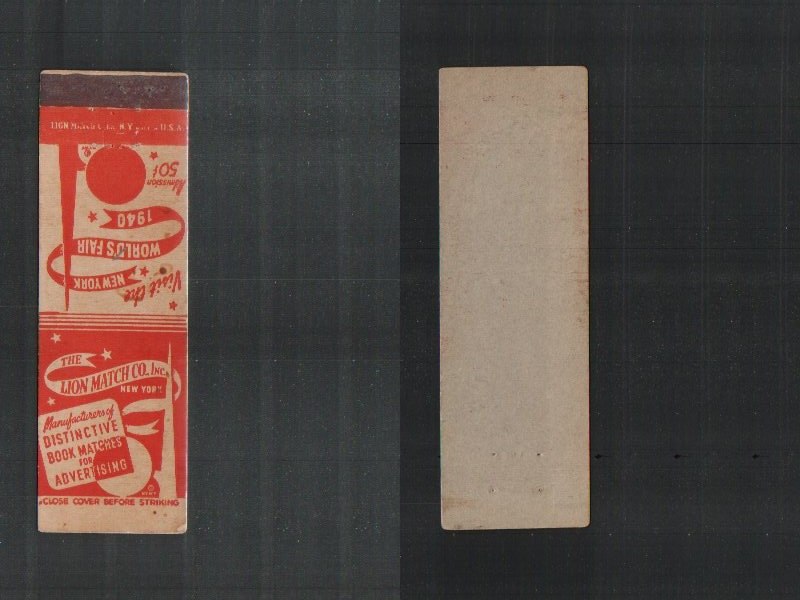 LION MATCH CO., N.Y. U.S.A.
Visit the
NEW YORK
WORLD'S FAIR
1940
Admission
50¢
THE
LION MATCH CO., INC.
NEW YORK
Manufacturers of
DISTINCTIVE
BOOK MATCHES
FOR
ADVERTISING
CLOSE COVER BEFORE STRIKING